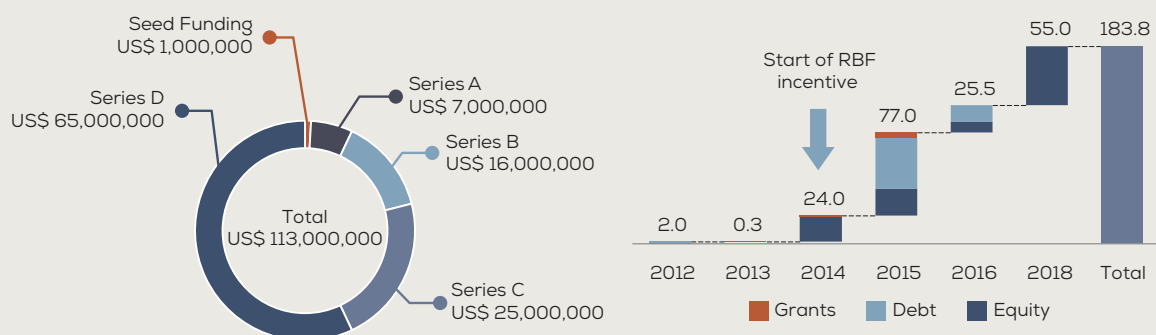 Seed Funding
US$ 1,000,000
Series A
US$ 7,000,000
Series D
US$ 65,000,000
Series B
US$ 16,000,000
Total
US$ 113,000,000
Series C
US$ 25,000,000
55.0 183.8
Start of RBF
incentive
25.5
77.0
24.0
2.0 0.3
2012 2013 2014 2015 2016 2018 Total
Grants Debt Equity